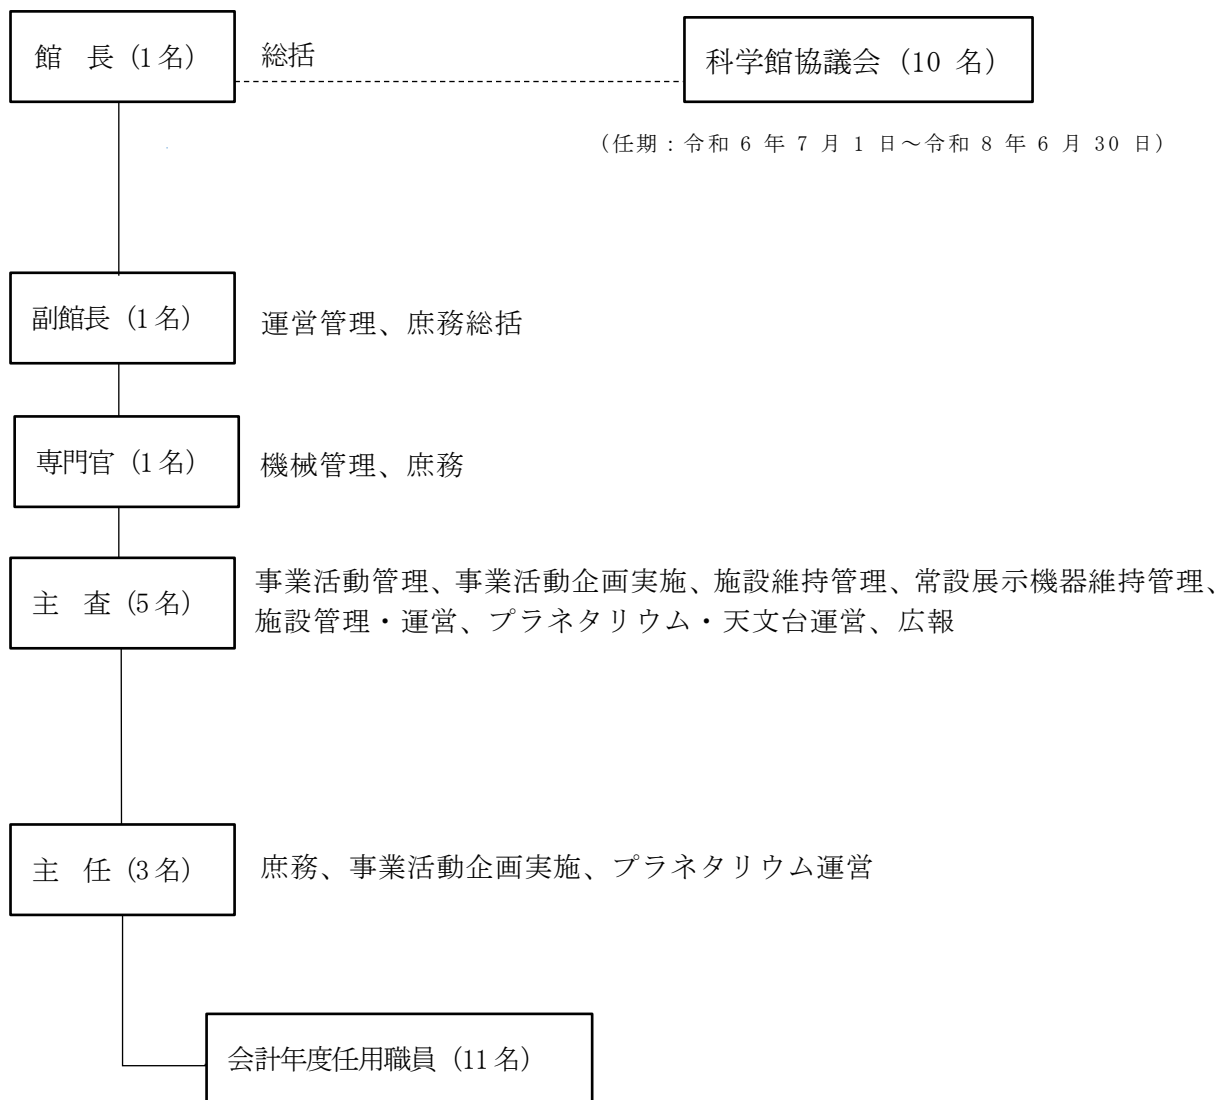 館　長（1名）
総括
科学館協議会（10 名）
（任期：令和 6 年 7 月 1 日～令和 8 年 6 月 30 日）
副館長（1名）
運営管理、庶務総括
専門官（1名）
機械管理、庶務
主　査（5名）
事業活動管理、事業活動企画実施、施設維持管理、常設展示機器維持管理、
施設管理・運営、プラネタリウム・天文台運営、広報
主　任（3名）
庶務、事業活動企画実施、プラネタリウム運営
会計年度任用職員（11名）